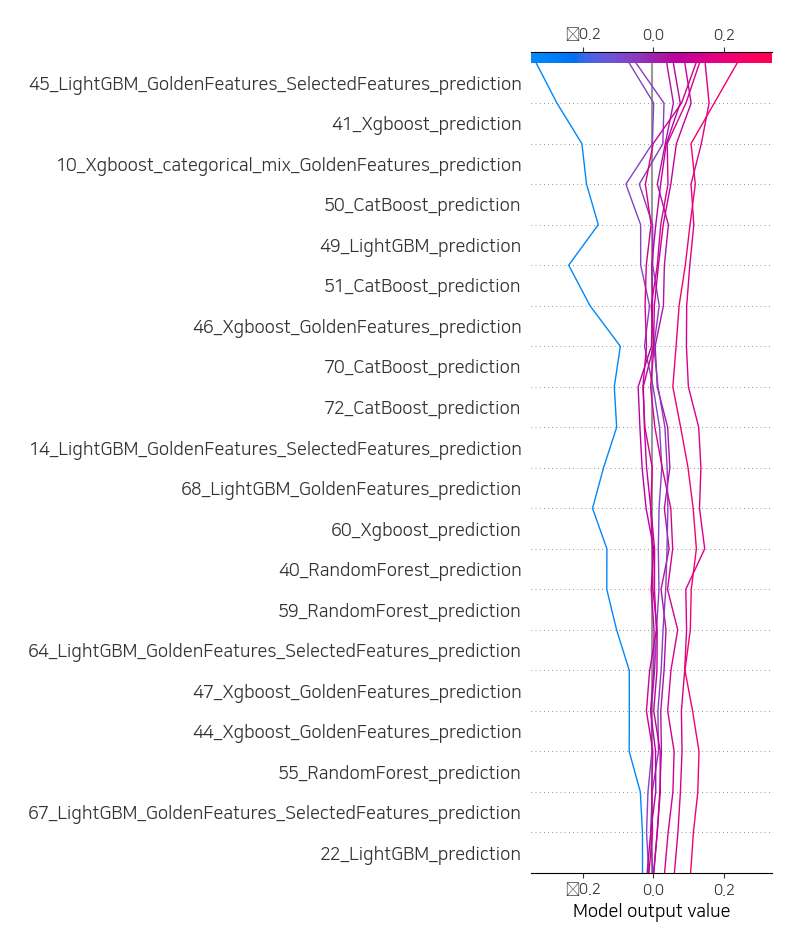 0.2 0.0 0.2
45_LightGBM_GoldenFeatures_SelectedFeatures_prediction
41_Xgboost_prediction
10_Xgboost_categorical_mix_GoldenFeatures_prediction
50_CatBoost_prediction
49_LightGBM_prediction
51_CatBoost_prediction
46_Xgboost_GoldenFeatures_prediction
70_CatBoost_prediction
72_CatBoost_prediction
14_LightGBM_GoldenFeatures_SelectedFeatures_prediction
68_LightGBM_GoldenFeatures_prediction
60_Xgboost_prediction
40_RandomForest_prediction
59_RandomForest_prediction
64_LightGBM_GoldenFeatures_SelectedFeatures_prediction
47_Xgboost_GoldenFeatures_prediction
44_Xgboost_GoldenFeatures_prediction
55_RandomForest_prediction
67_LightGBM_GoldenFeatures_SelectedFeatures_prediction
22_LightGBM_prediction
0.2 0.0 0.2
Model output value